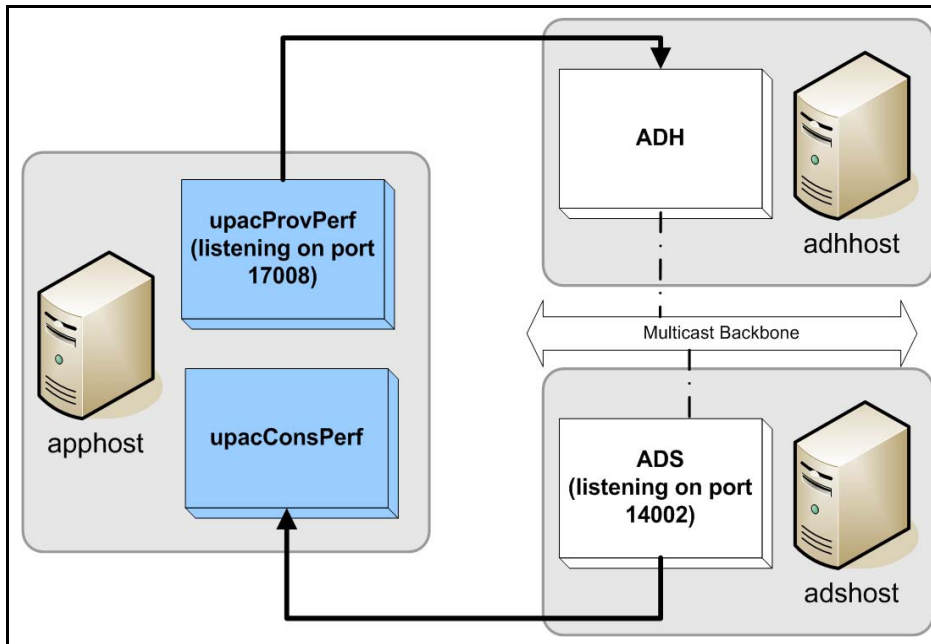 ADH
adhhost
upacProvPerf
(listening on port
17008)
Multicast Backbone
apphost
upacConsPerf
ADS
(listening on port
14002)
adshost